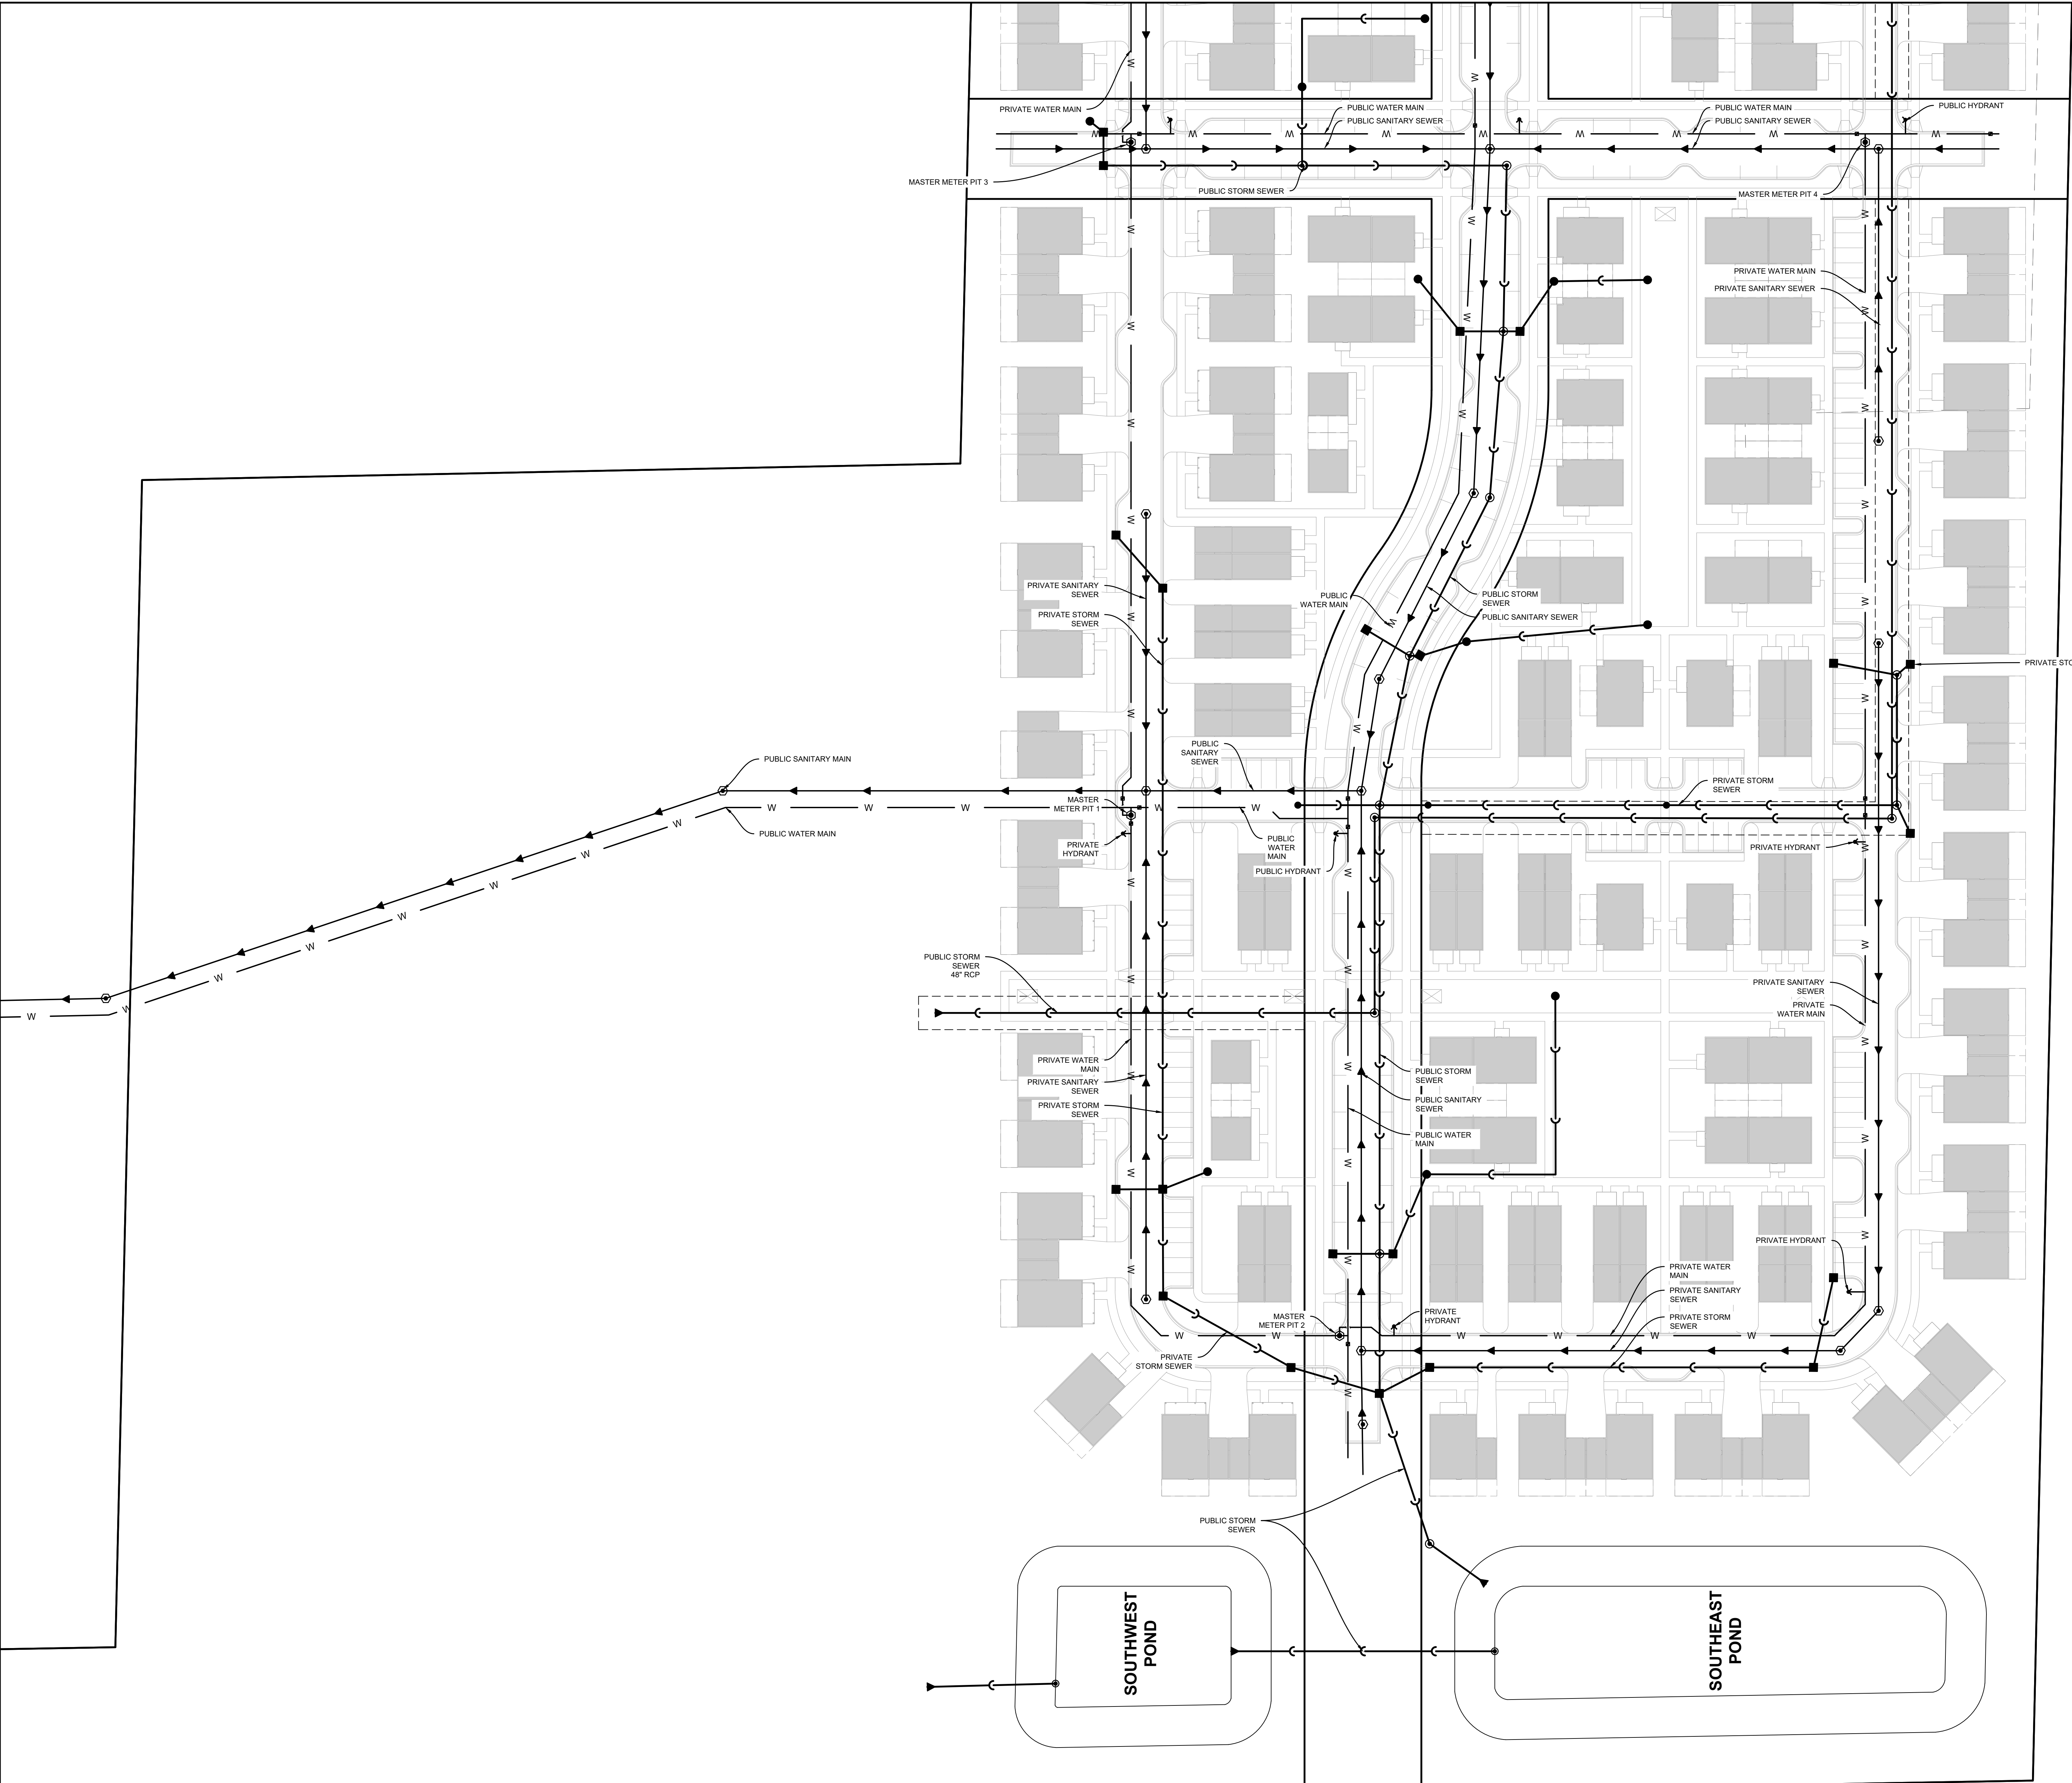 PRIVATE WATER MAIN
PUBLIC WATER MAIN
PUBLIC SANITARY SEWER
PUBLIC WATER MAIN
PUBLIC SANITARY SEWER
PUBLIC HYDRANT
MASTER METER PIT 3
PUBLIC STORM SEWER
MASTER METER PIT 4
PRIVATE WATER MAIN
PRIVATE SANITARY SEWER
PRIVATE SANITARY
SEWER
PRIVATE STORM
SEWER
PUBLIC
WATER MAIN
PUBLIC STORM
SEWER
PUBLIC SANITARY SEWER
PRIVATE STO
PUBLIC SANITARY MAIN
PUBLIC
SANITARY
SEWER
PRIVATE STORM
SEWER
MASTER
METER PIT 1
PUBLIC WATER MAIN
PRIVATE
HYDRANT
PUBLIC
WATER
MAIN
PUBLIC HYDRANT
PRIVATE HYDRANT
PUBLIC STORM
SEWER
48" RCP
PRIVATE SANITARY
SEWER
PRIVATE
WATER MAIN
PRIVATE WATER
MAIN
PRIVATE SANITARY
SEWER
PRIVATE STORM
SEWER
PUBLIC STORM
SEWER
PUBLIC SANITARY
SEWER
PUBLIC WATER
MAIN
PRIVATE HYDRANT
PRIVATE WATER
MAIN
PRIVATE SANITARY
SEWER
PRIVATE STORM
SEWER
MASTER
METER PIT 2
PRIVATE
HYDRANT
PRIVATE
STORM SEWER
PUBLIC STORM
SEWER
SOUTHWEST
POND
SOUTHEAST
POND